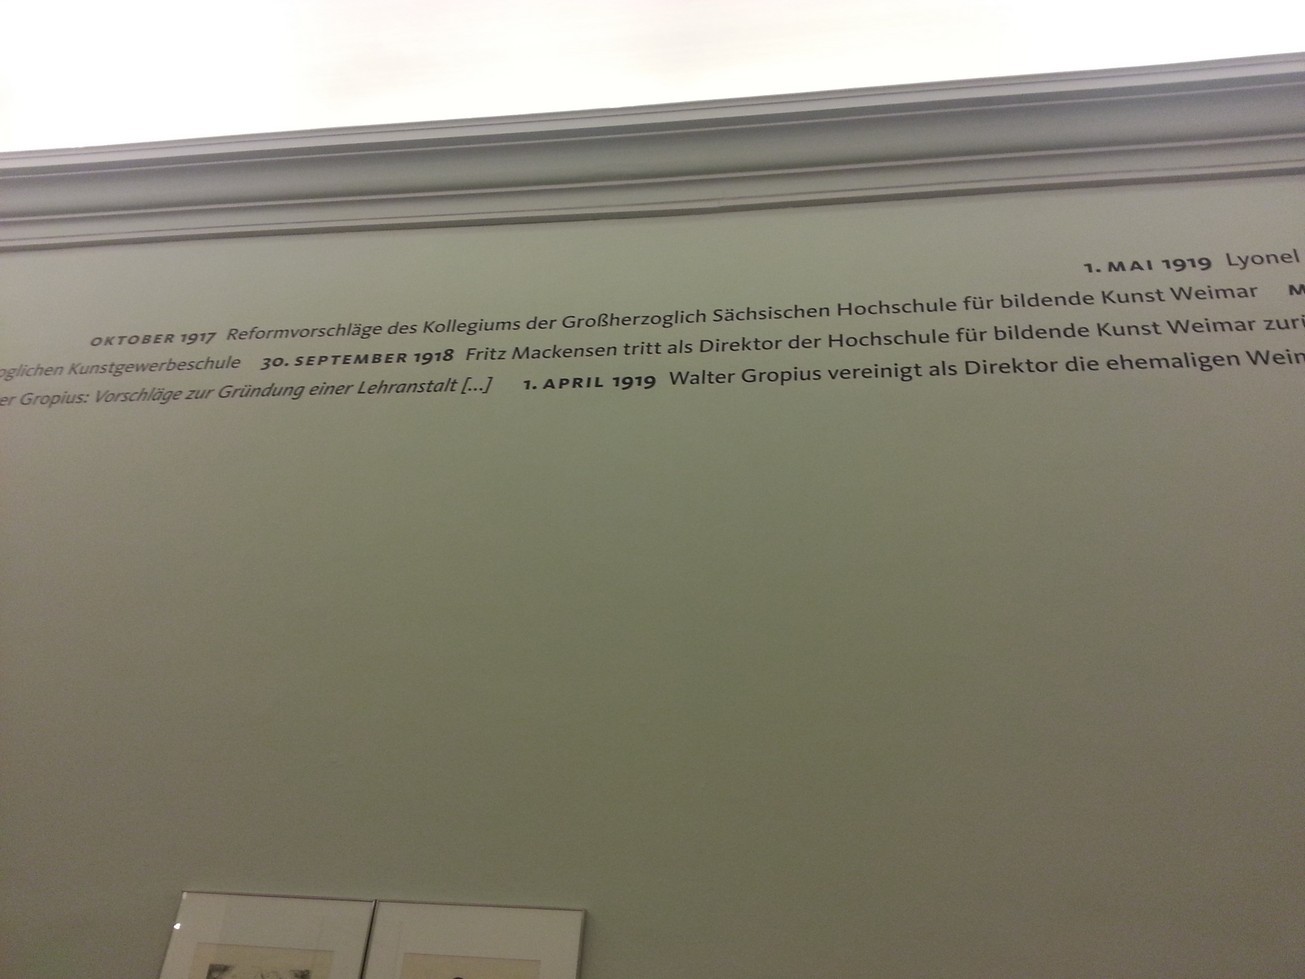 1. MAI 1919 Lyonel
OKTOBER 1917 Reformvorschläge des Kollegiums der Großherzoglich Sächsischen Hochschule für bildende Kunst Weimar
Kunstgewerbeschule 30. SEPTEMBER 1918 Fritz Mackensen tritt als Direktor der Hochschule für bildende Kunst Weimar
Gropius: Vorschläge zur Gründung einer Lehranstalt [...] 1. APRIL 1919 Walter Gropius vereinigt als Direktor die ehemaligen